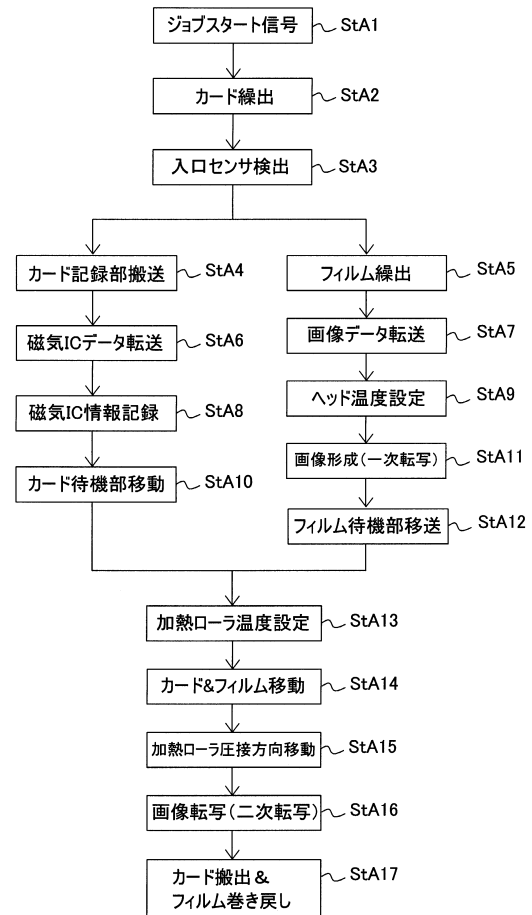 ジョブスタート信号 StA1
カード繰出 StA2
入口センサ検出 StA3
カード記録部搬送 StA4
フィルム繰出 StA5
磁気ICデータ転送 StA6
画像データ転送 StA7
磁気IC情報記録 StA8
ヘッド温度設定 StA9
カード待機部移動 StA10
画像形成(一次転写) StA11
フィルム待機部移送 StA12
加熱ローラ温度設定 StA13
カード&フィルム移動 StA14
加熱ローラ圧接方向移動 StA15
画像転写(二次転写) StA16
カード搬出& StA17
フィルム巻き戻し